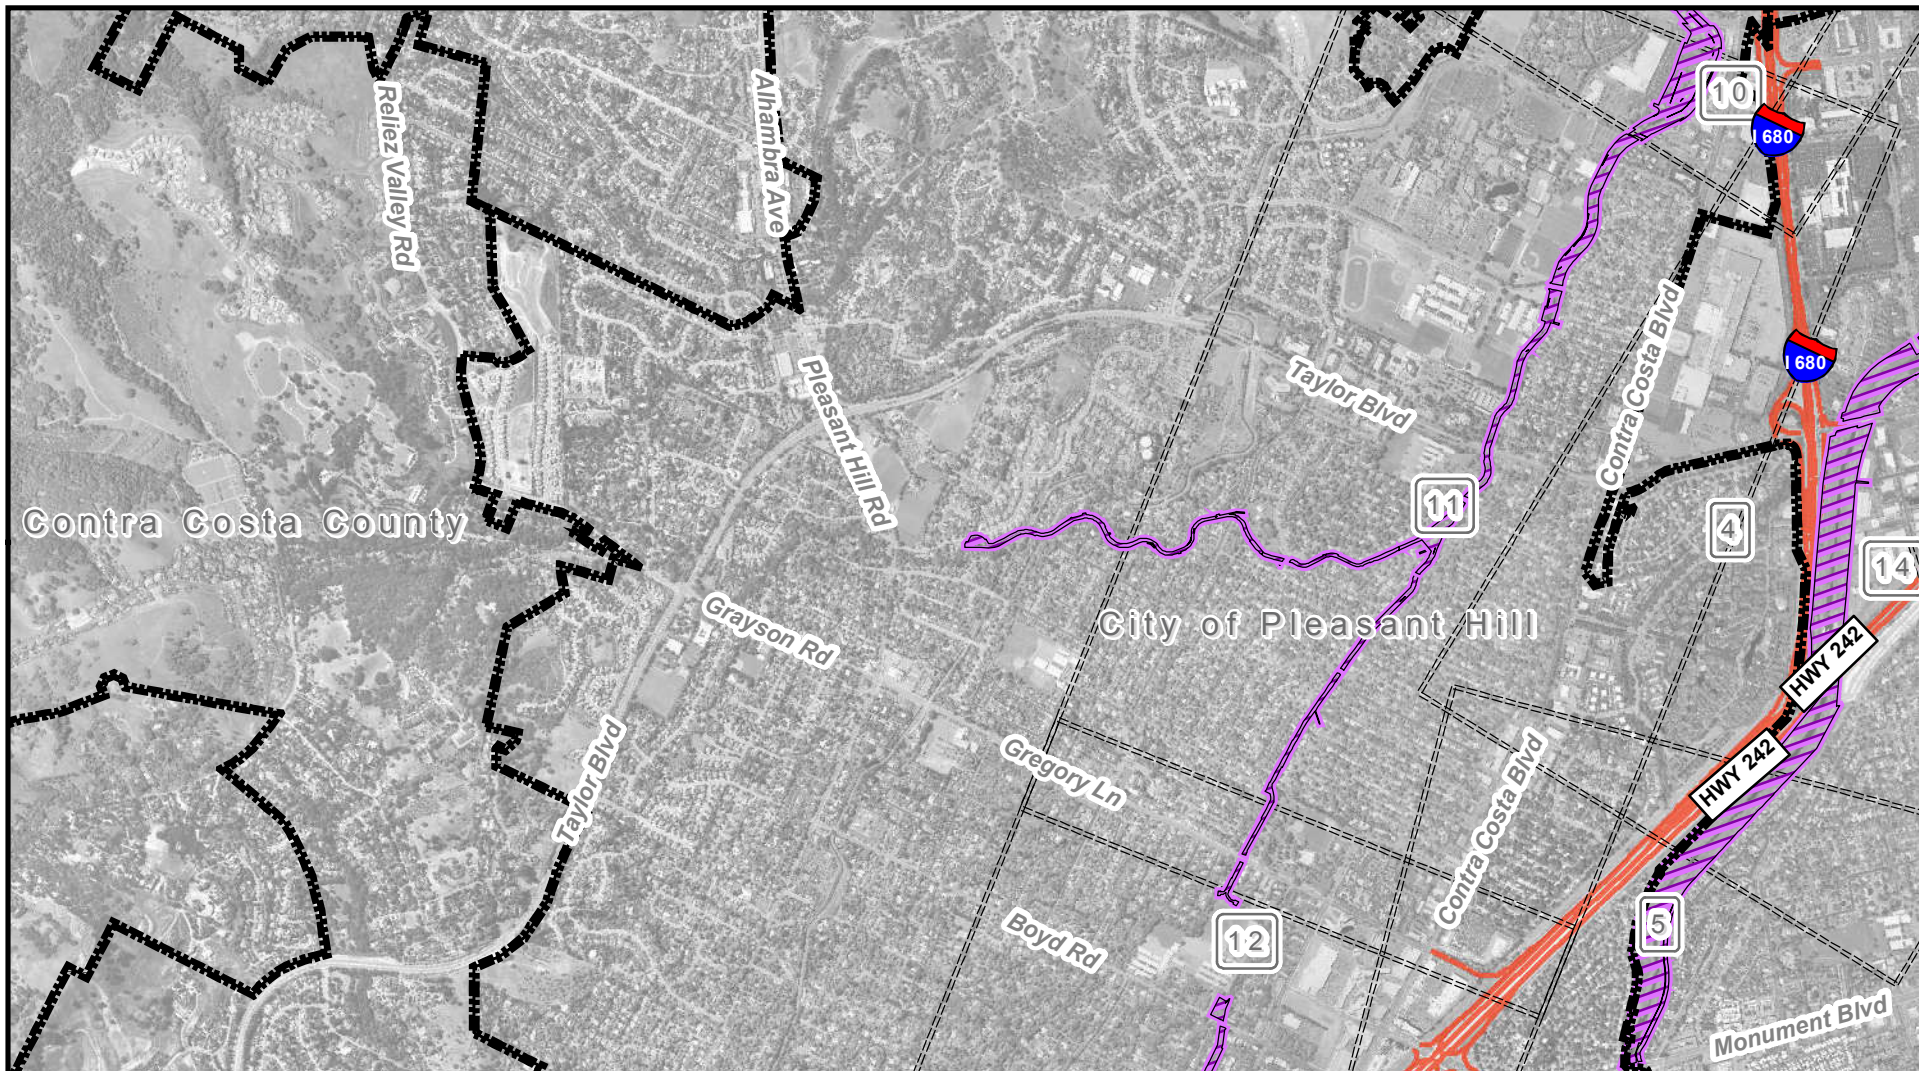 10
I 680
Reliez Valley Rd
Alhambra Ave
Contra Costa Blvd
I 680
Pleasant Hill Rd
Taylor Blvd
11
Contra Costa County
4
14
City of Pleasant Hill
Grayson Rd
HWY 242
Taylor Blvd
Gregory Ln
HWY 242
Contra Costa Blvd
Boyd Rd
12
5
Monument Blvd